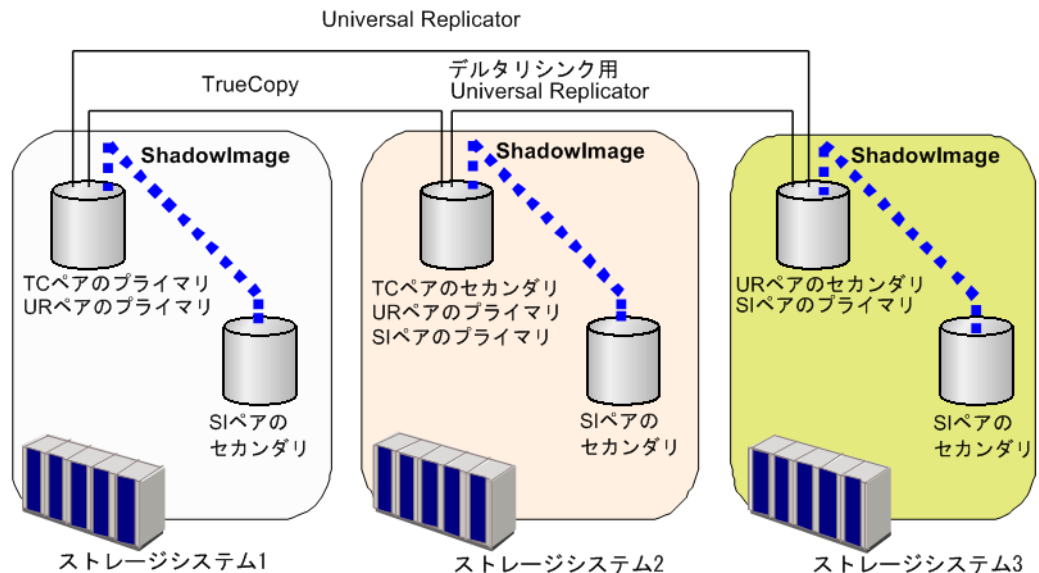 Universal Replicator
TrueCopy
デルタリシンク用
Universal Replicator
ShadowImage
TCペアのプライマリ
URペアのプライマリ
SIペアの
セカンダリ
ストレージシステム1
ShadowImage
TCペアのセカンダリ
URペアのプライマリ
SIペアのプライマリ
SIペアの
セカンダリ
ストレージシステム2
ShadowImage
URペアのセカンダリ
SIペアのプライマリ
SIペアの
セカンダリ
ストレージシステム3